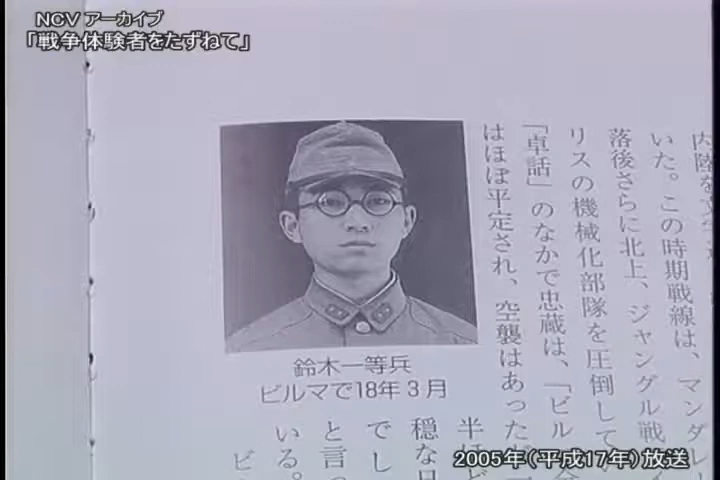 NCV アーカイブ
「戦争体験者をたずねて」
いた。この時期戦線は、マンダレー
落後さらに北上、ジャングル戦
リスの機械化部隊を圧倒して
「卓話」のなかで忠蔵は、「ビル
はほぼ平定され、空襲はあった
鈴木一等兵
ビルマで18年3月
穏な日
でし
と言っ
いる。
ビ
2005年(平成17年)放送